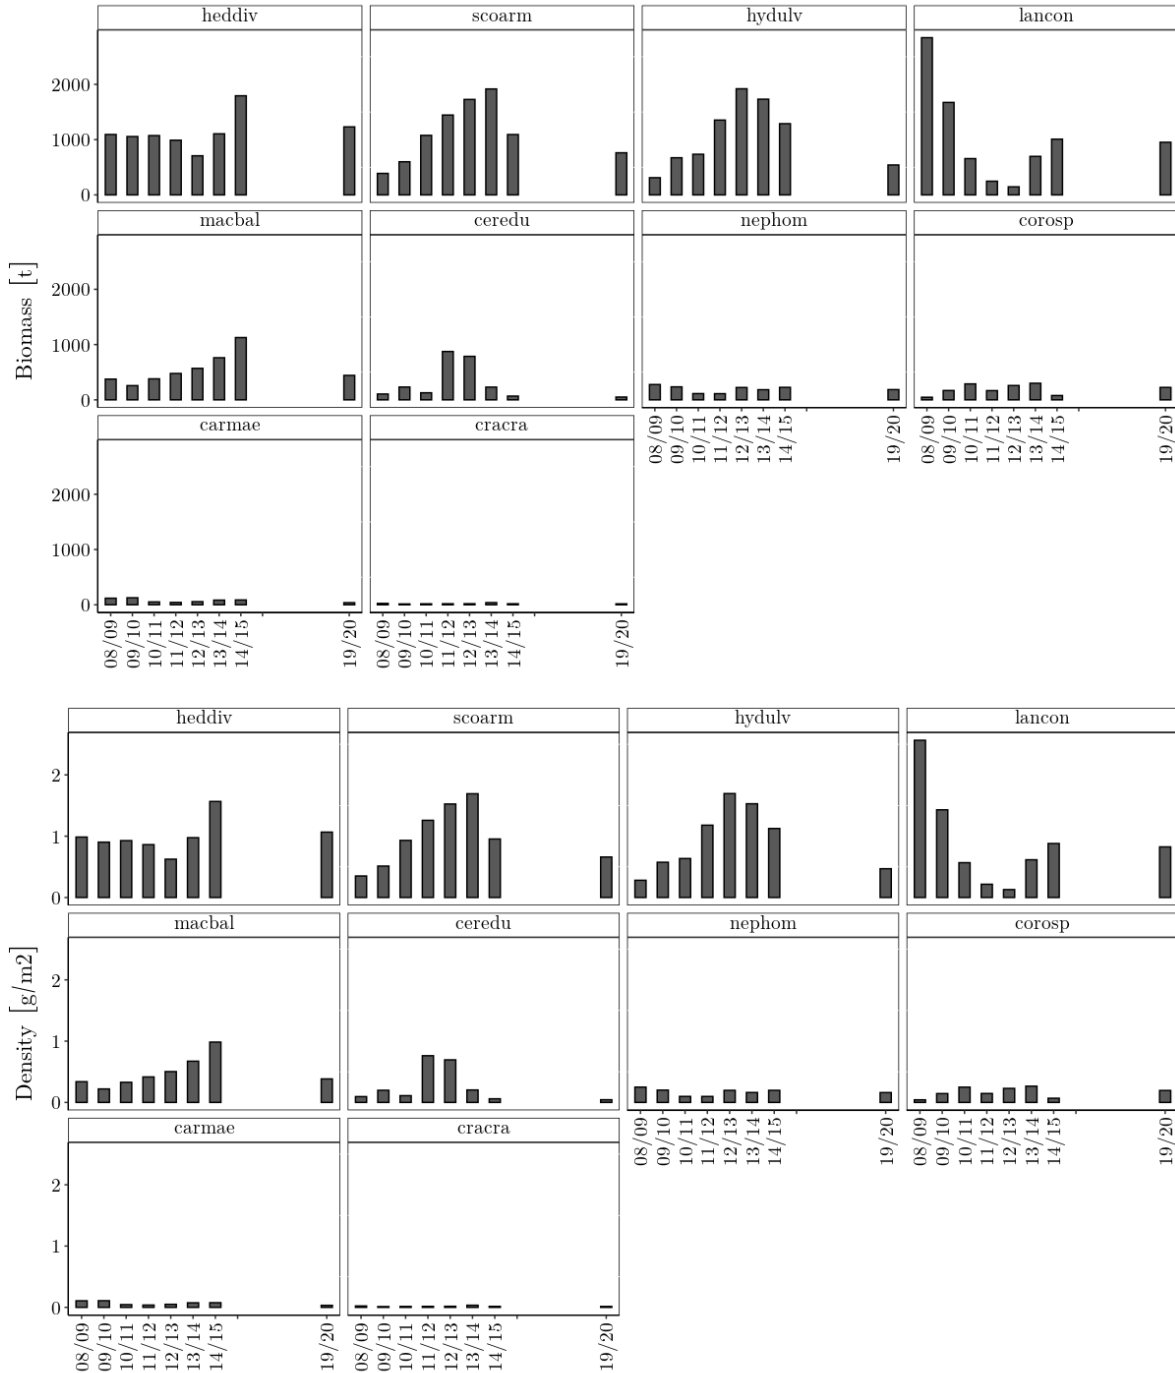 heddiv scoarm hydulv lancon
2000
1000
0
macbal ceredu nephom corosp
Biomass [t]
2000
1000
0
carmae cracra
08/09 09/10 10/11 11/12 12/13 13/14 14/15 19/20 08/09 09/10 10/11 11/12 12/13 13/14 14/15 19/20
2000
1000
0
08/09 09/10 10/11 11/12 12/13 13/14 14/15 19/20 08/09 09/10 10/11 11/12 12/13 13/14 14/15 19/20
heddiv scoarm hydulv lancon
2
1
0
macbal ceredu nephom corosp
Density [g/m2]
2
1
0
carmae cracra
08/09 09/10 10/11 11/12 12/13 13/14 14/15 19/20 08/09 09/10 10/11 11/12 12/13 13/14 14/15 19/20
2
1
0
08/09 09/10 10/11 11/12 12/13 13/14 14/15 19/20 08/09 09/10 10/11 11/12 12/13 13/14 14/15 19/20